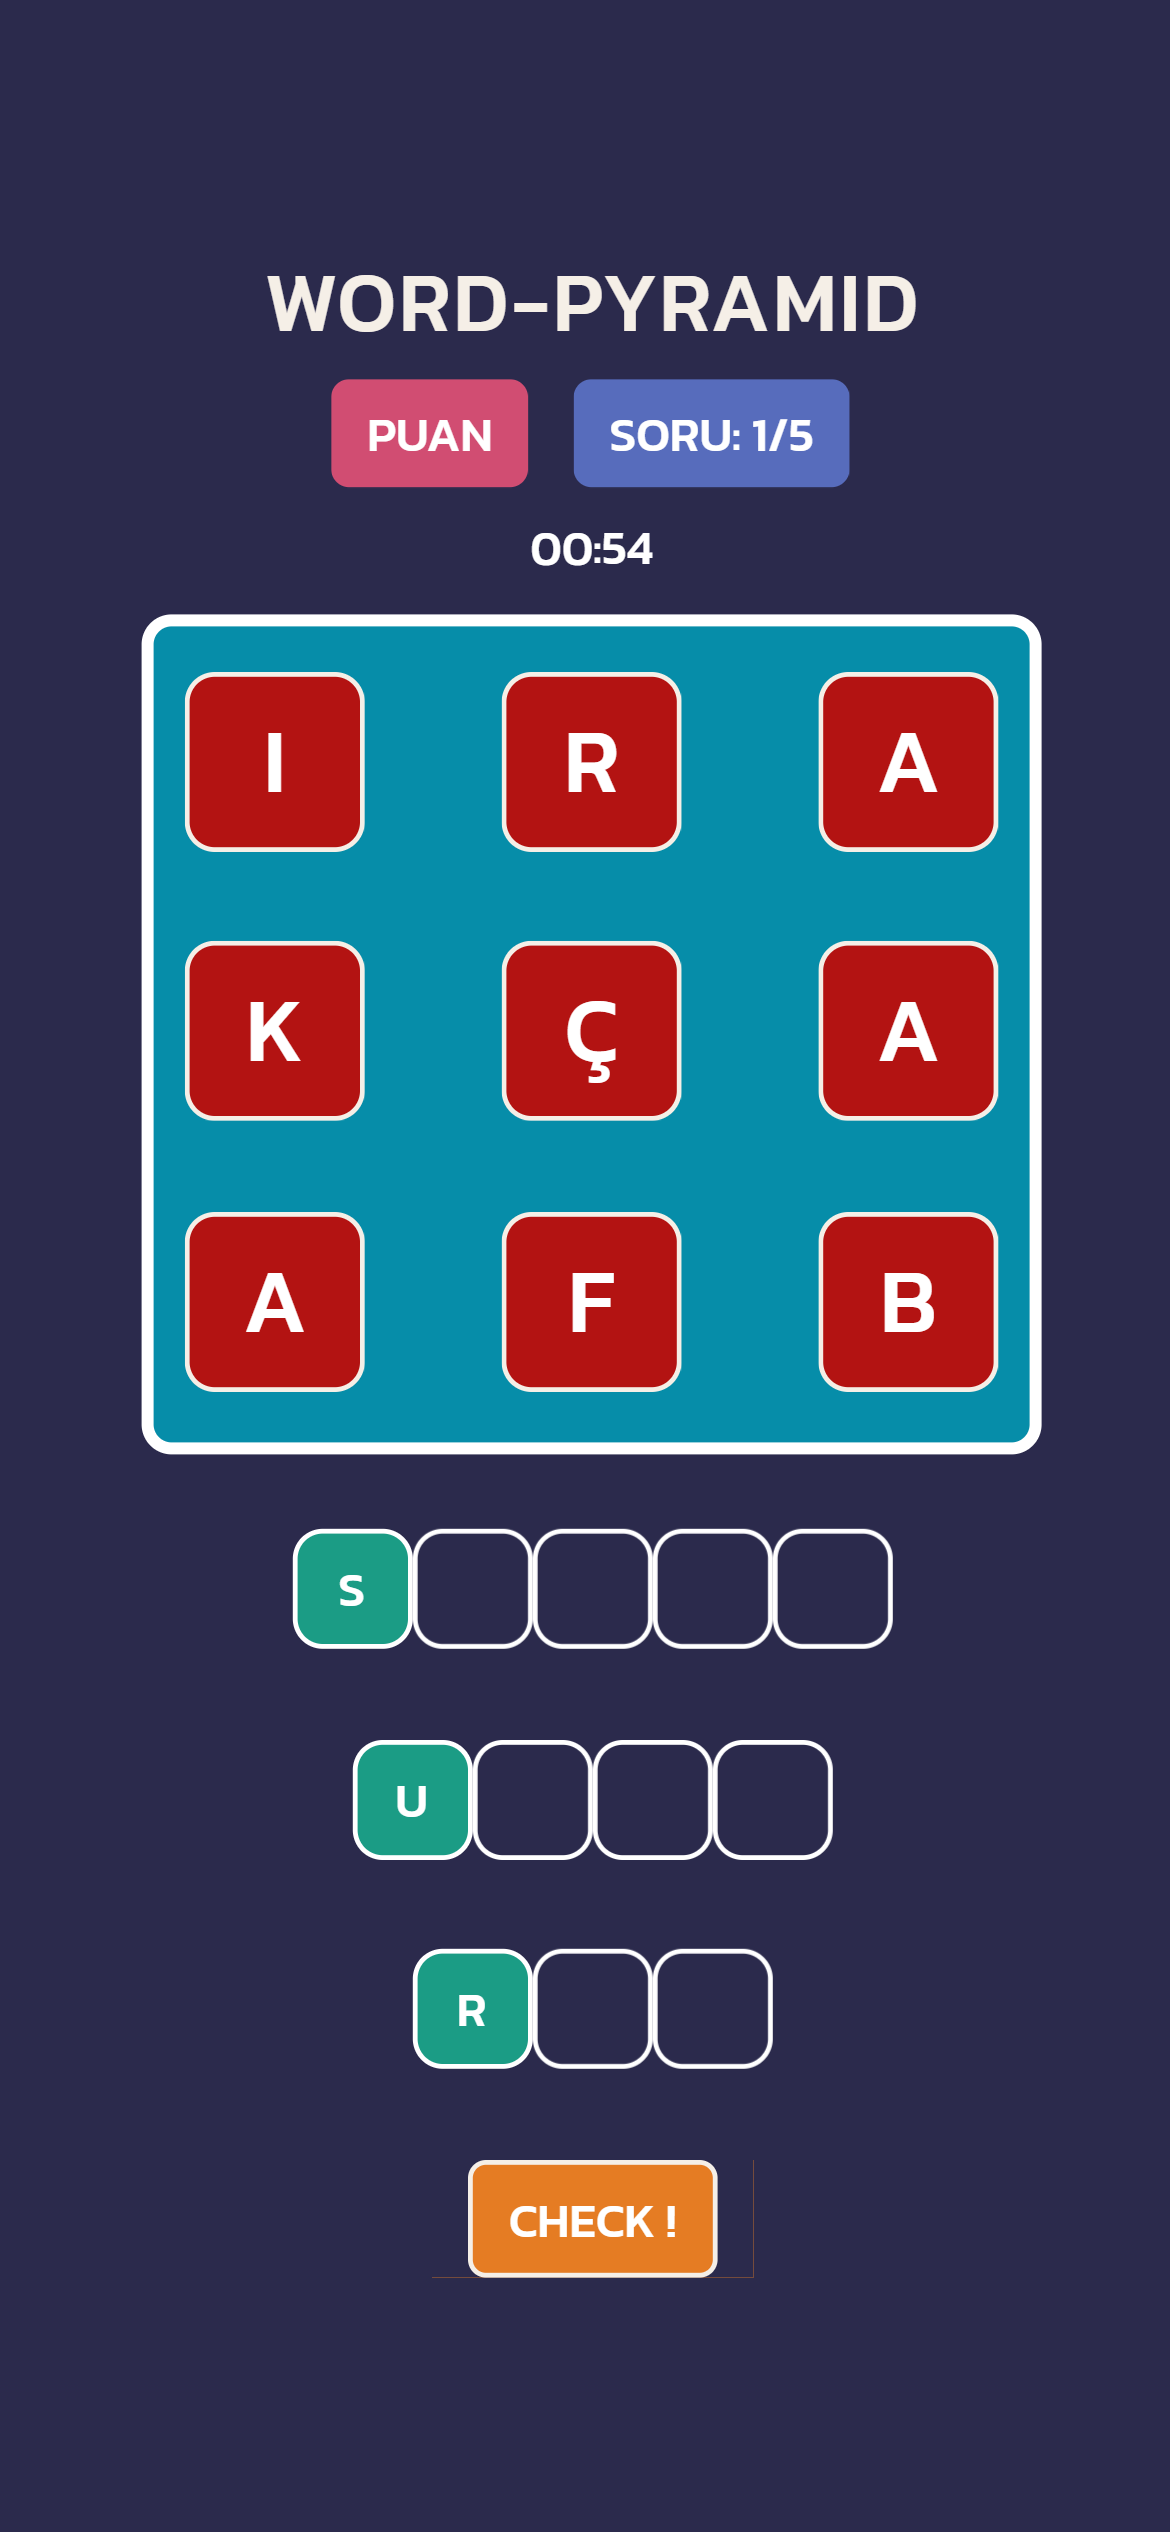 WORD-PYRAMID
PUAN SORU: 1/5
00:54
I R A
K Ç A
A F B
S
U
R
CHECK !